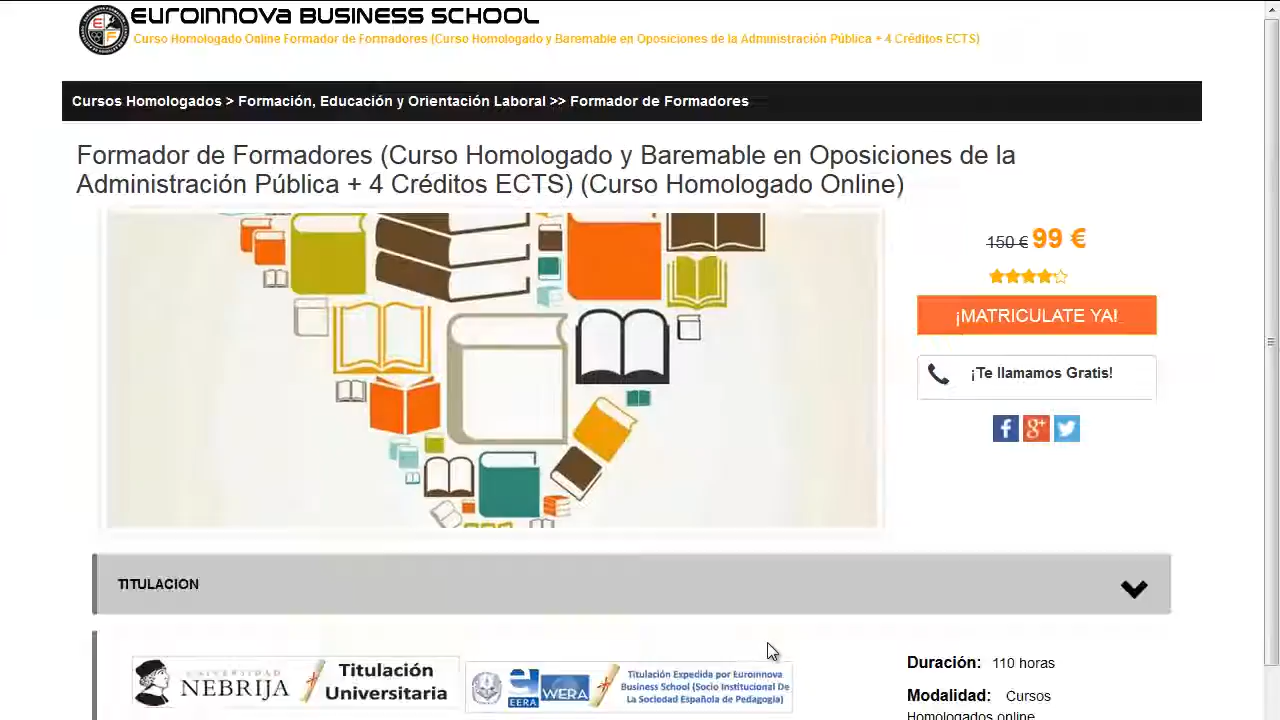 EUROINNOVA BUSINESS SCHOOL
Curso Homologado Online Formador de Formadores (Curso Homologado y Baremable en Oposiciones de la Administración Pública + 4 Créditos ECTS)
Cursos Homologados > Formación, Educación y Orientación Laboral >> Formador de Formadores
Formador de Formadores (Curso Homologado y Baremable en Oposiciones de la
Administración Pública + 4 Créditos ECTS) (Curso Homologado Online)
150 € 99 €
¡MATRICULATE YA!
¡Te llamamos Gratis!
TITULACION
UNIVERSIDAD
NEBRIJA
Titulación
Universitaria
EERA
WERA
Titulación Expedida por Euroinnova
Business School (Socio Institucional De
La Sociedad Española de Pedagogía)
Duración: 110 horas
Modalidad: Cursos
Homologados online